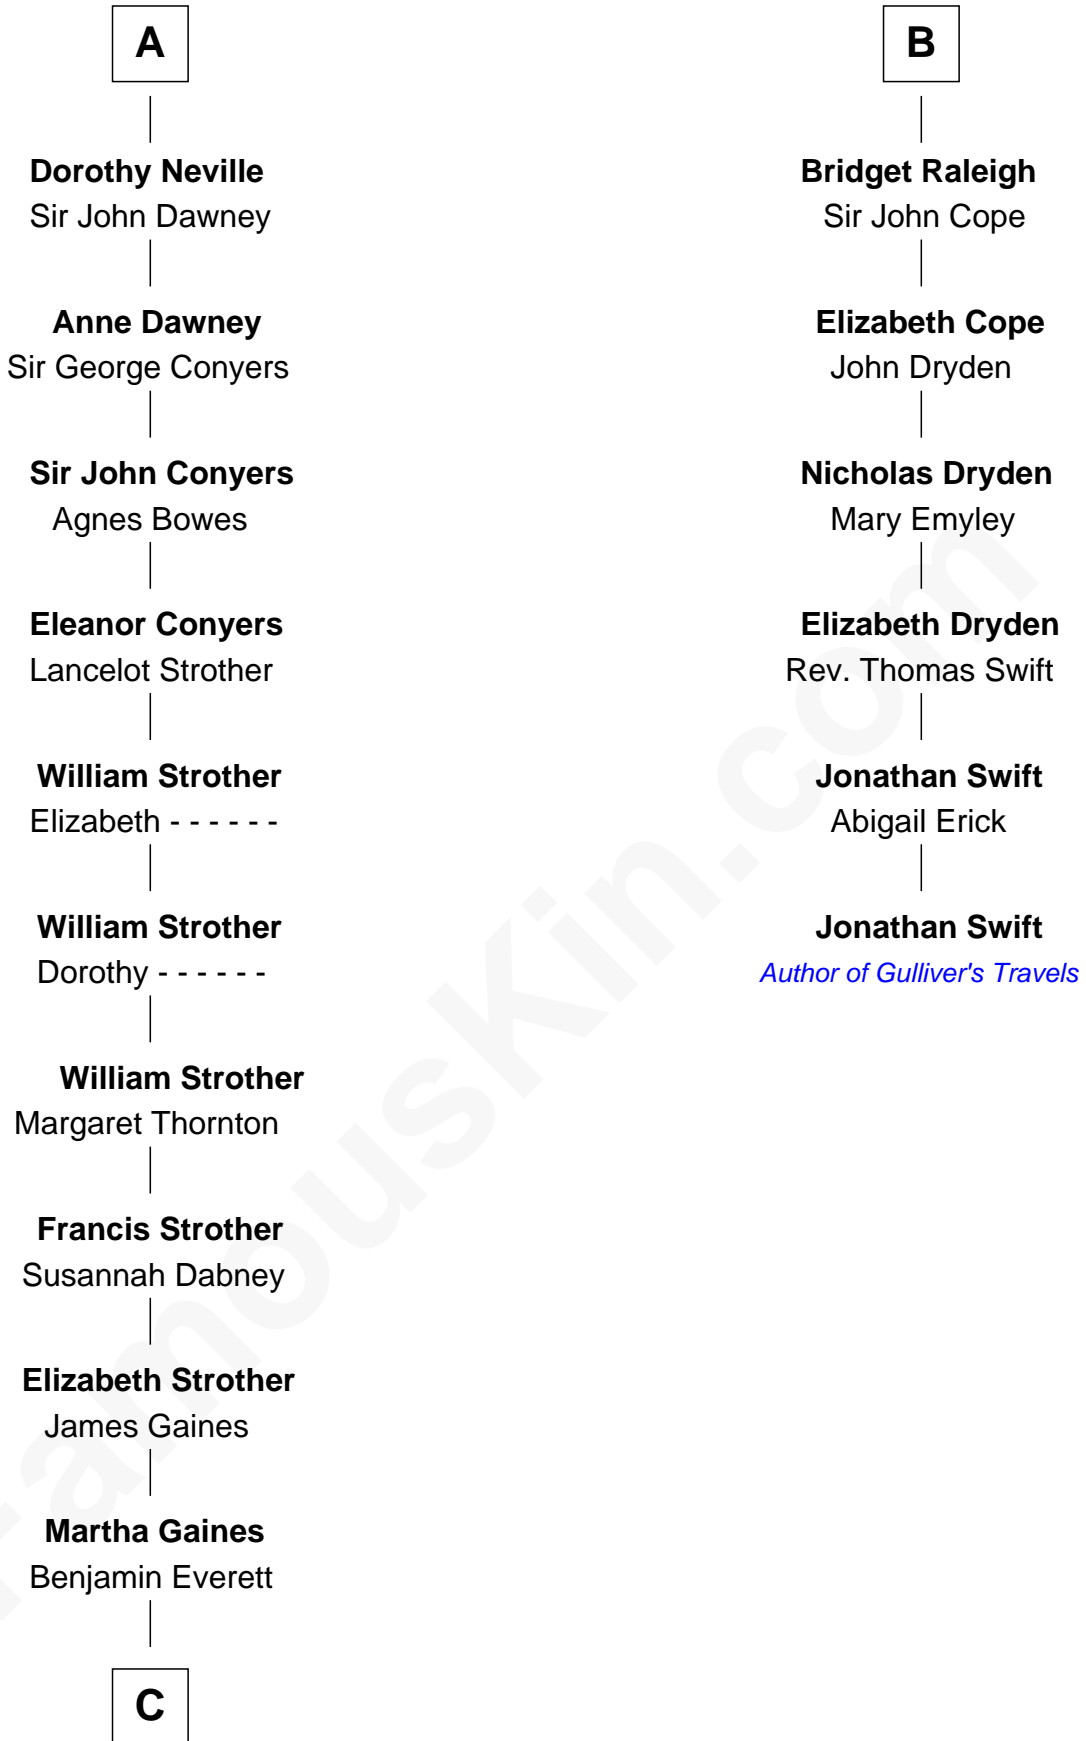 A
Dorothy Neville
Sir John Dawney
Anne Dawney
Sir George Conyers
Sir John Conyers
Agnes Bowes
Eleanor Conyers
Lancelot Strother
William Strother
Elizabeth - - - - - -
William Strother
Dorothy - - - - - -
William Strother
Margaret Thornton
Francis Strother
Susannah Dabney
Elizabeth Strother
James Gaines
Martha Gaines
Benjamin Everett
C
B
Bridget Raleigh
Sir John Cope
Elizabeth Cope
John Dryden
Nicholas Dryden
Mary Emyley
Elizabeth Dryden
Rev. Thomas Swift
Jonathan Swift
Abigail Erick
Jonathan Swift
Author of Gulliver's Travels
FamousKin.com